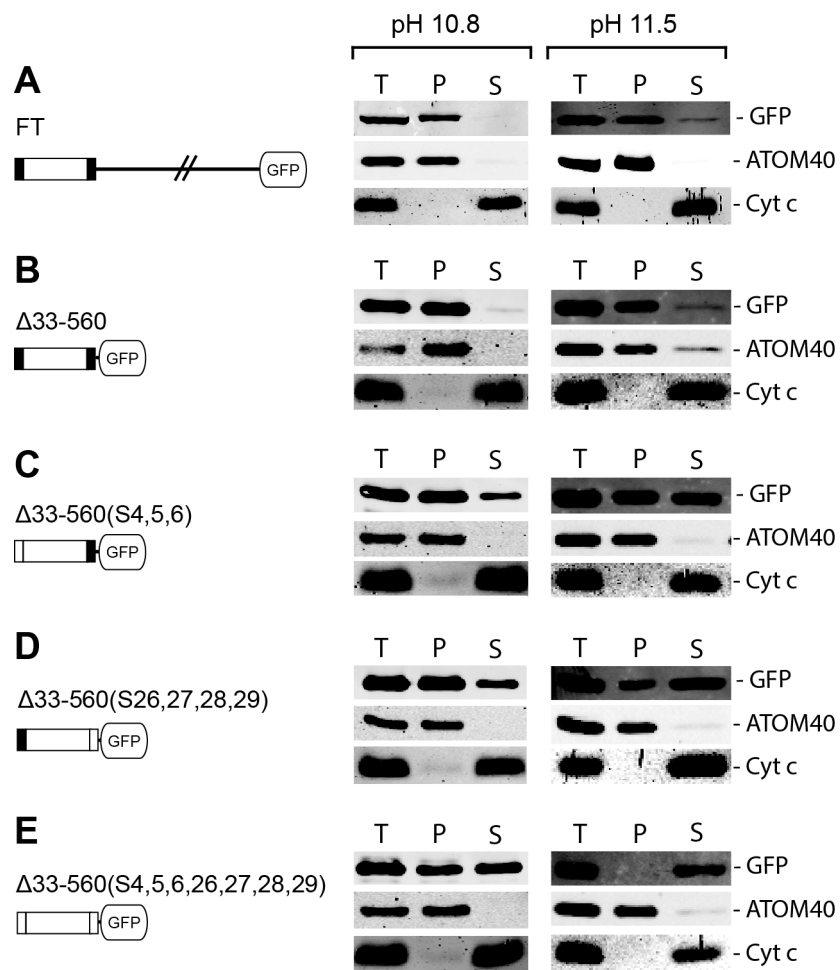 pH 10.8 pH 11.5
A T P S T P S
FT - GFP
GFP - ATOM40
- Cyt c
B T P S T P S
Δ33-560 - GFP
GFP - ATOM40
- Cyt c
C T P S T P S
Δ33-560(S4,5,6) - GFP
GFP - ATOM40
- Cyt c
D T P S T P S
Δ33-560(S26,27,28,29) - GFP
GFP - ATOM40
- Cyt c
E T P S T P S
Δ33-560(S4,5,6,26,27,28,29) - GFP
GFP - ATOM40
- Cyt c